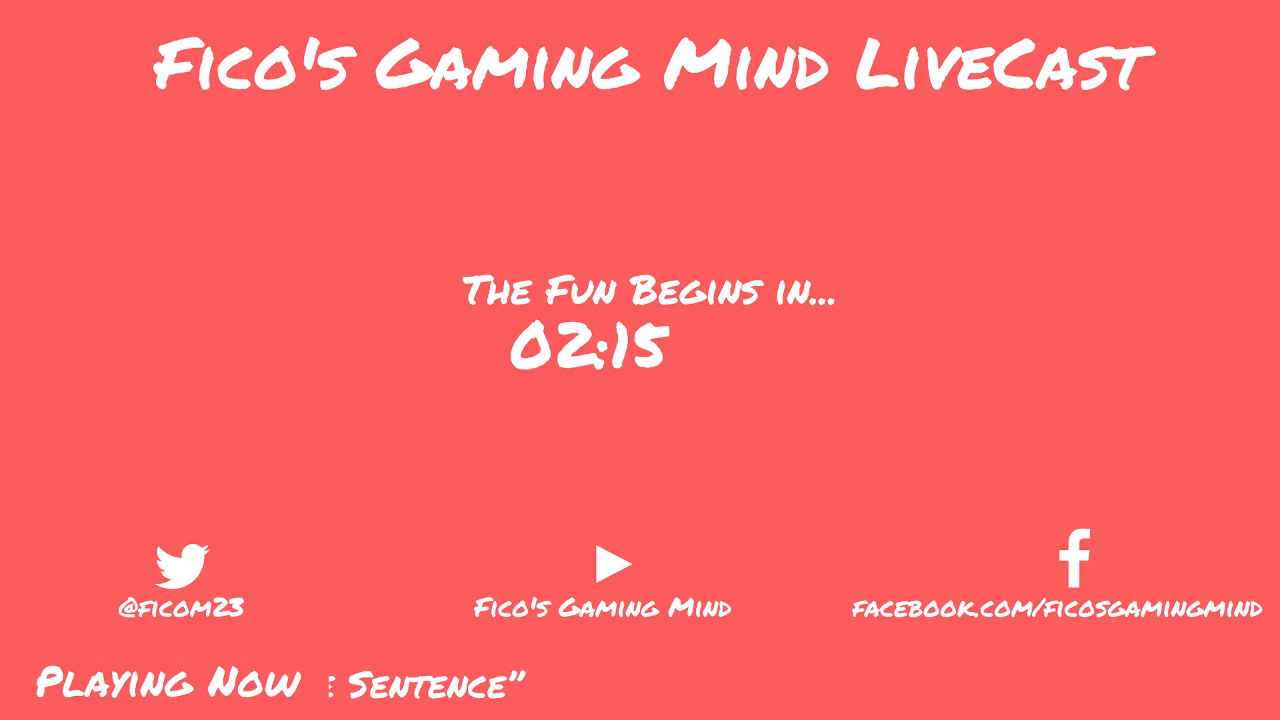 Fico's Gaming Mind LiveCast
The Fun Begins in...
02:15
@ficom23
Fico's Gaming Mind
facebook.com/ficosgamingmind
Playing Now : Sentence”